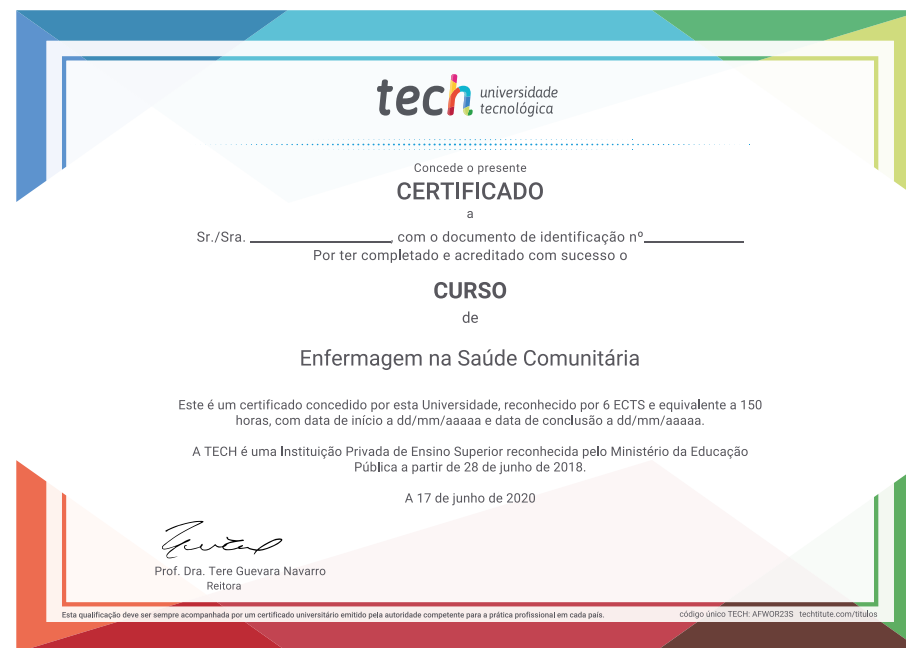 tech universidade
tecnológica
Concede o presente
CERTIFICADO
a
Sr./Sra. ____________________, com o documento de identificação nº______________
Por ter completado e acreditado com sucesso o
CURSO
de
Enfermagem na Saúde Comunitária
Este é um certificado concedido por esta Universidade, reconhecido por 6 ECTS e equivalente a 150
horas, com data de início a dd/mm/aaaaa e data de conclusão a dd/mm/aaaaa.
A TECH é uma Instituição Privada de Ensino Superior reconhecida pelo Ministério da Educação
Pública a partir de 28 de junho de 2018.
A 17 de junho de 2020
Prof. Dra. Tere Guevara Navarro
Reitora
Esta qualificação deve ser sempre acompanhada por um certificado universitário emitido pela autoridade competente para a prática profissional em cada país.
código único TECH: AFWOR23S techtitute.com/titulos